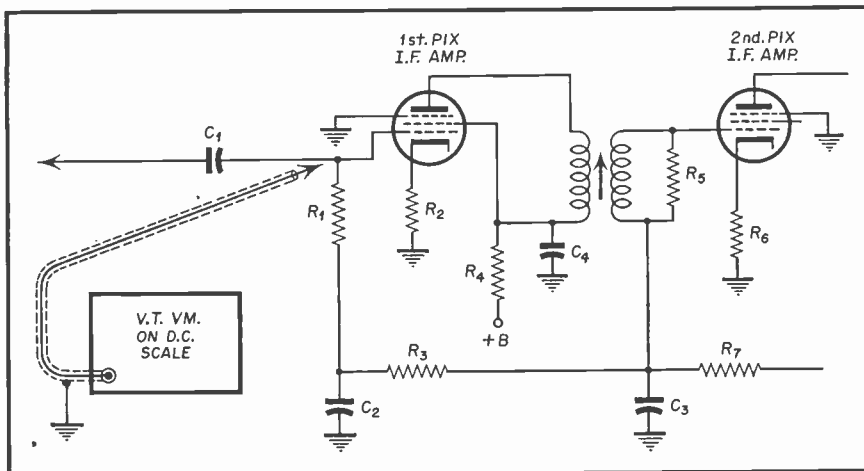 1st. PIX
I.F. AMP.
2nd. PIX
I.F. AMP.
C1
R1
R2
R4
C4
+B
R5
R6
V.T. VM.
ON D.C.
SCALE
R3
R7
C2
C3